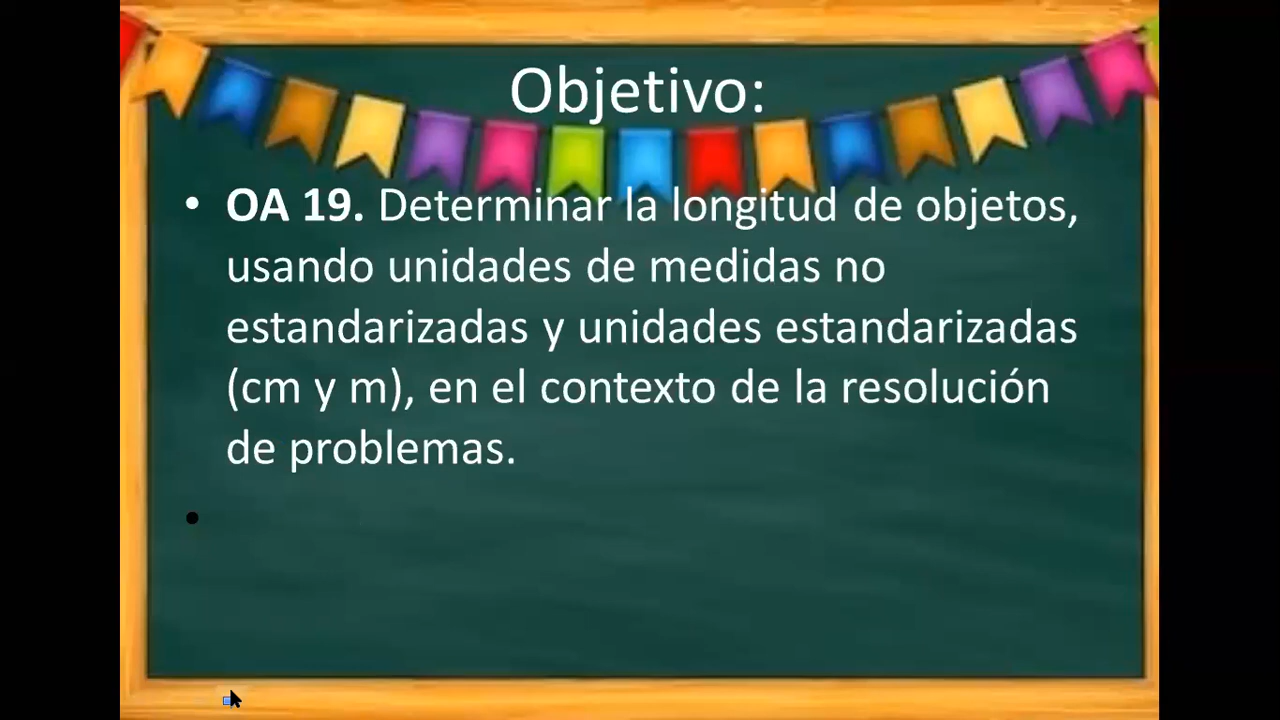 Objetivo:
• OA 19. Determinar la longitud de objetos,
usando unidades de medidas no
estandarizadas y unidades estandarizadas
(cm y m), en el contexto de la resolución
de problemas.
•